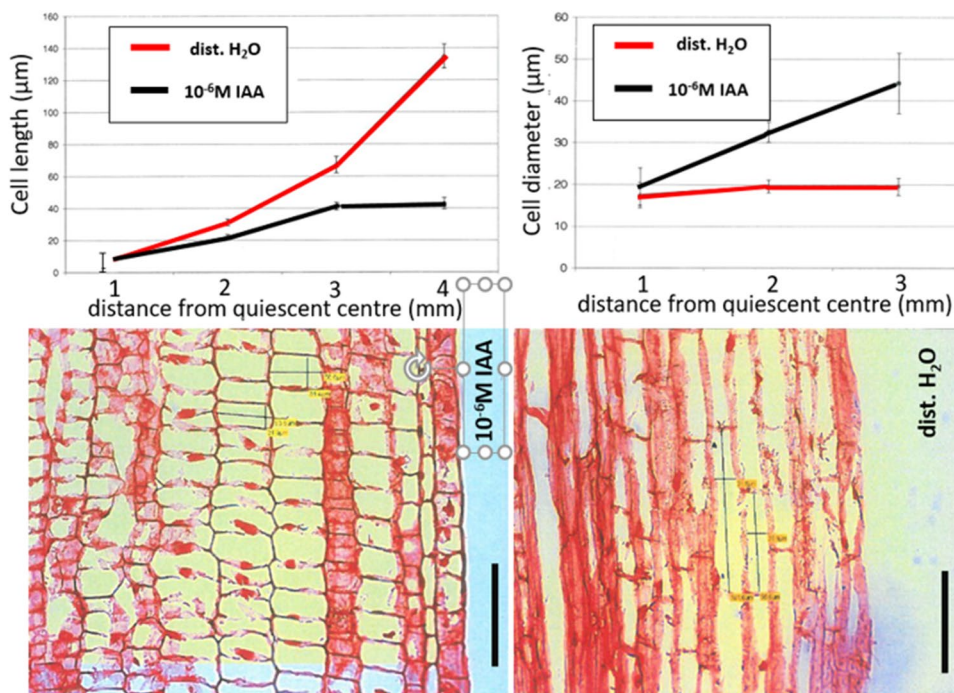 160
140
120
100
80
60
40
20
0
Cell length (µm)
dist. H₂O
10⁻⁶M IAA
1 2 3 4
distance from quiescent centre (mm)
60
50
40
30
20
10
0
Cell diameter (µm)
10⁻⁶M IAA
dist. H₂O
1 2 3
distance from quiescent centre (mm)
10⁻⁶M IAA
dist. H₂O